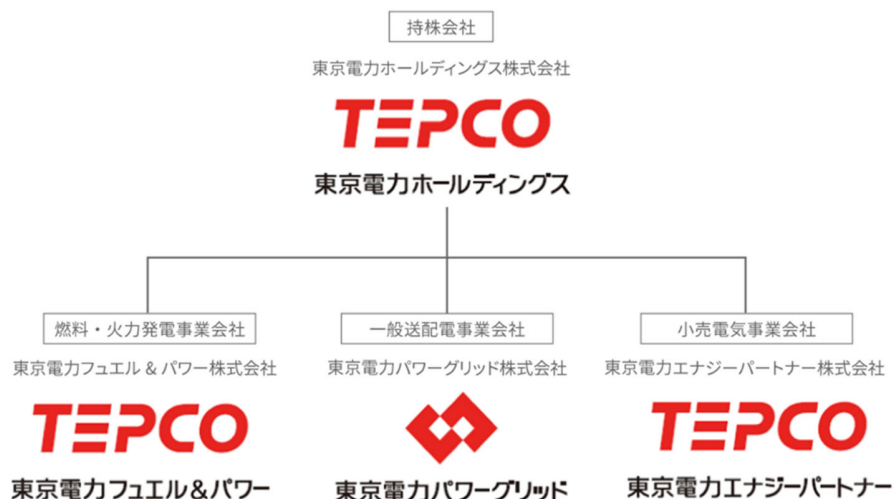 持株会社
東京電力ホールディングス株式会社
TEPCO
東京電力ホールディングス
燃料・火力発電事業会社
一般送配電事業会社
小売電気事業会社
東京電力フュエル＆パワー株式会社
東京電力パワーグリッド株式会社
東京電力エナジーパートナー株式会社
TEPCO
TEPCO
東京電力フュエル＆パワー
東京電力パワーグリッド
東京電力エナジーパートナー